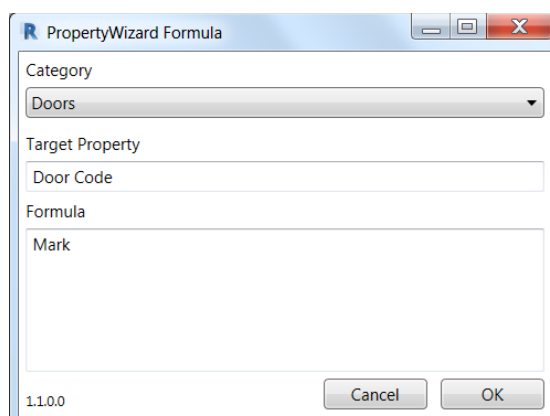 PropertyWizard Formula
Category
Doors
Target Property
Door Code
Formula
Mark
1.1.0.0
Cancel
OK